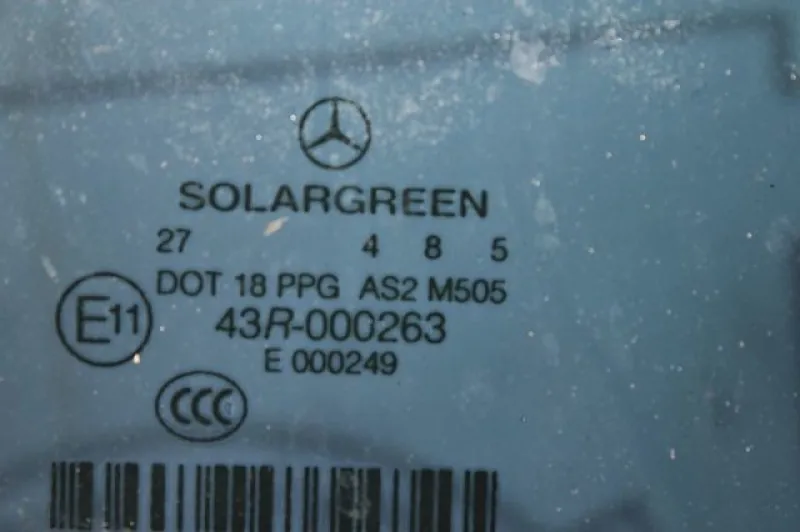 SOLARGREEN
27 4 8 5
DOT 18 PPG AS2 M505
E11
43R-000263
E 000249
CCC